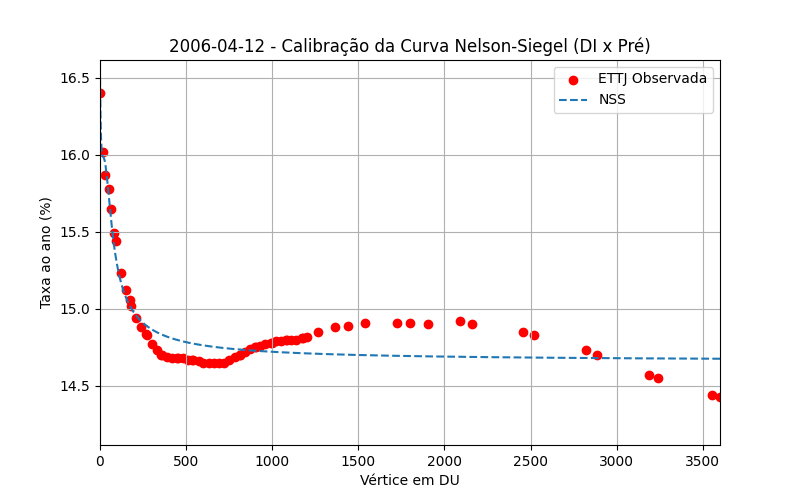 2006-04-12 - Calibração da Curva Nelson-Siegel (DI x Pré)
ETTJ Observada
NSS
16.5
16.0
15.5
15.0
14.5
Taxa ao ano (%)
0 500 1000 1500 2000 2500 3000 3500
Vértice em DU